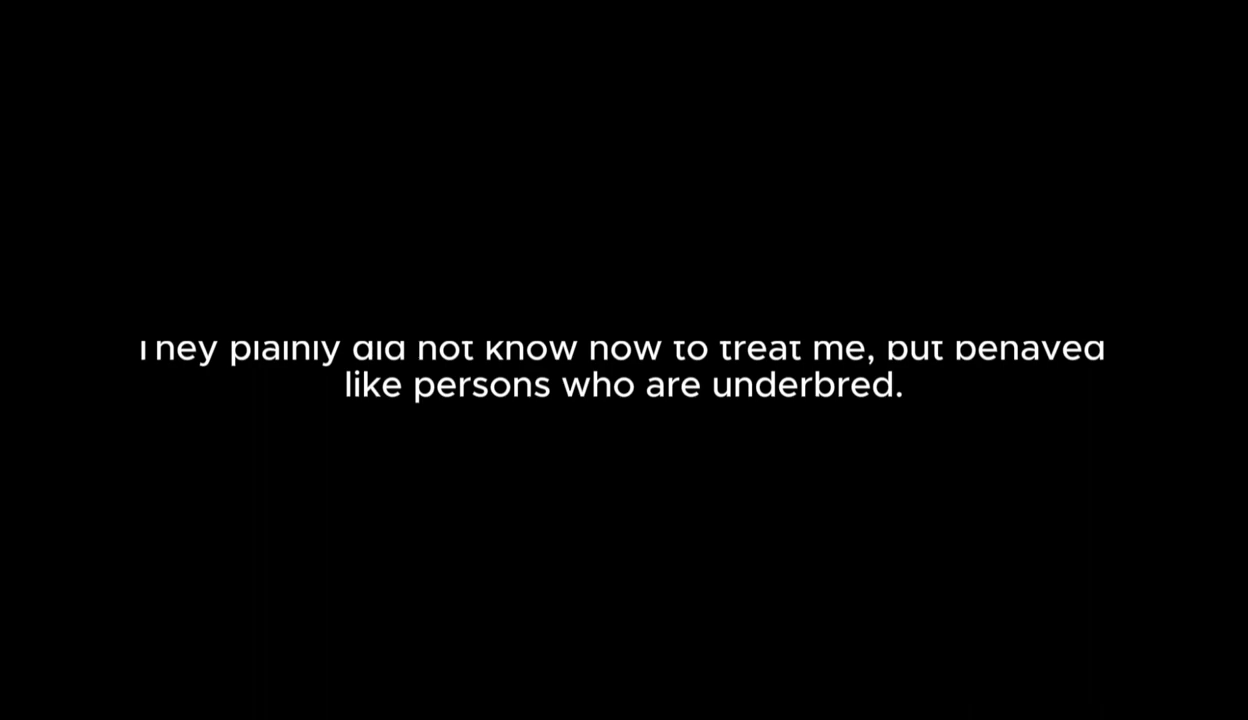 They plainly did not know how to treat me, but behaved
like persons who are underbred.